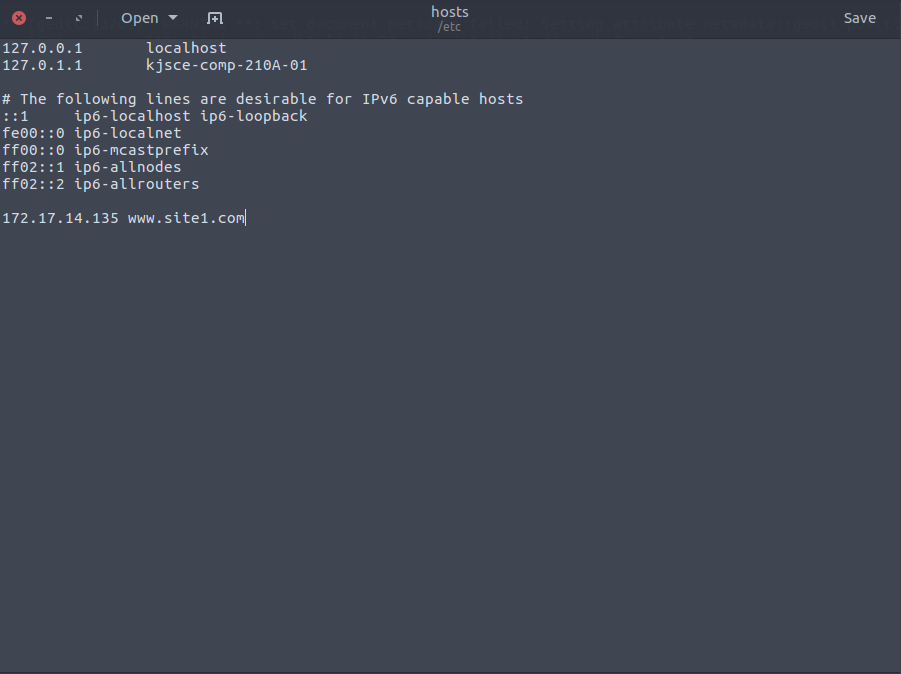 Open
hosts
/etc
Save
127.0.0.1       localhost
127.0.1.1       kjsce-comp-210A-01
# The following lines are desirable for IPv6 capable hosts
::1     ip6-localhost ip6-loopback
fe00::0 ip6-localnet
ff00::0 ip6-mcastprefix
ff02::1 ip6-allnodes
ff02::2 ip6-allrouters
172.17.14.135 www.site1.com